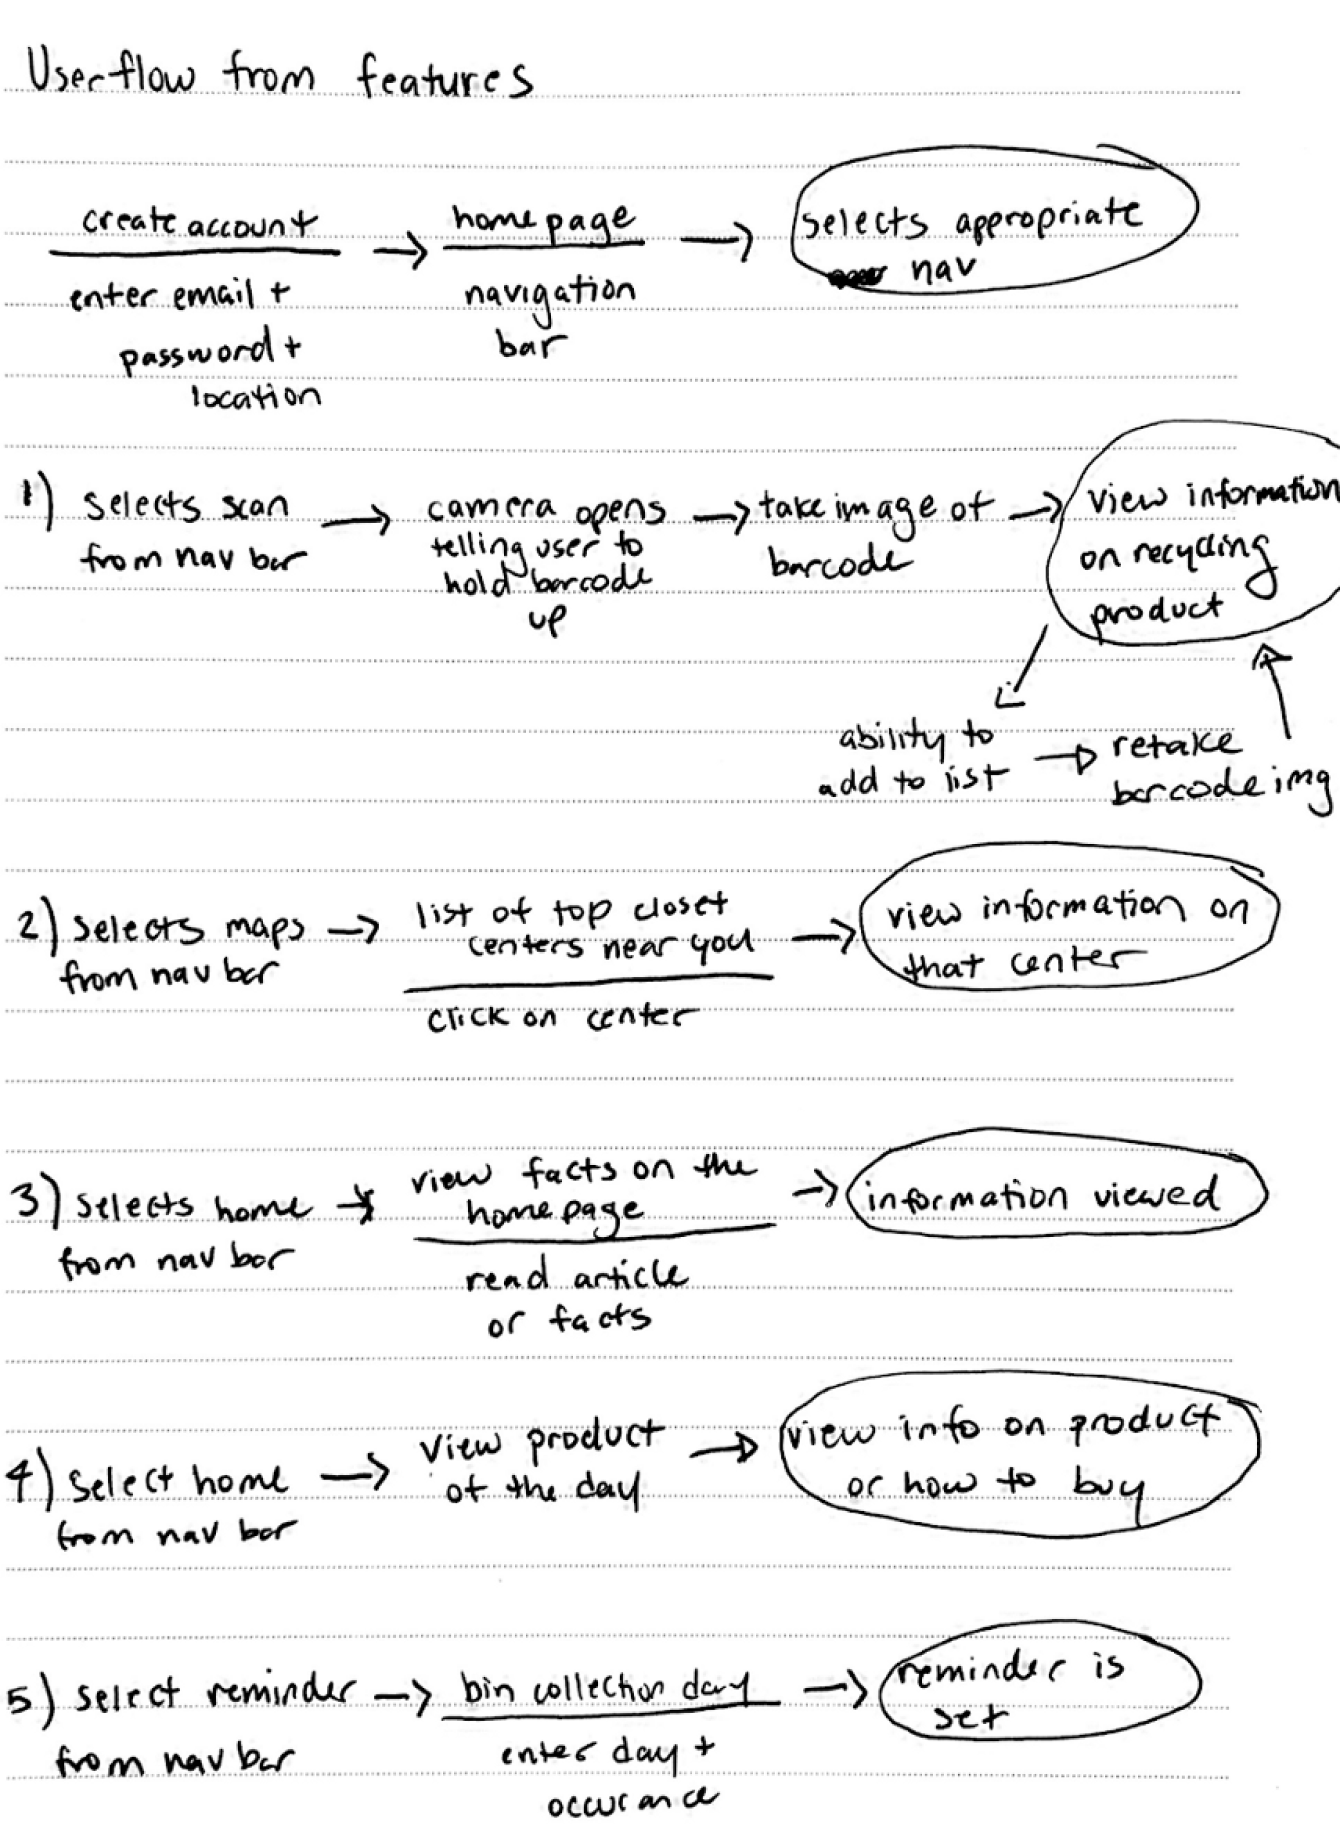 Userflow from features
create account → home page → selects appropriate nav
enter email + password + location
navigation bar
1) selects scan from nav bar → camera opens telling user to hold barcode up → take image of barcode → view information on recycling product
ability to add to list → retake barcode img
2) selects maps from nav bar → list of top closet centers near you → view information on that center
click on center
3) selects home from nav bar → view facts on the home page → information viewed
read article or facts
4) select home from nav bar → view product of the day → view info on product or how to buy
5) select reminder from nav bar → bin collection day → reminder is set
enter day + occurance